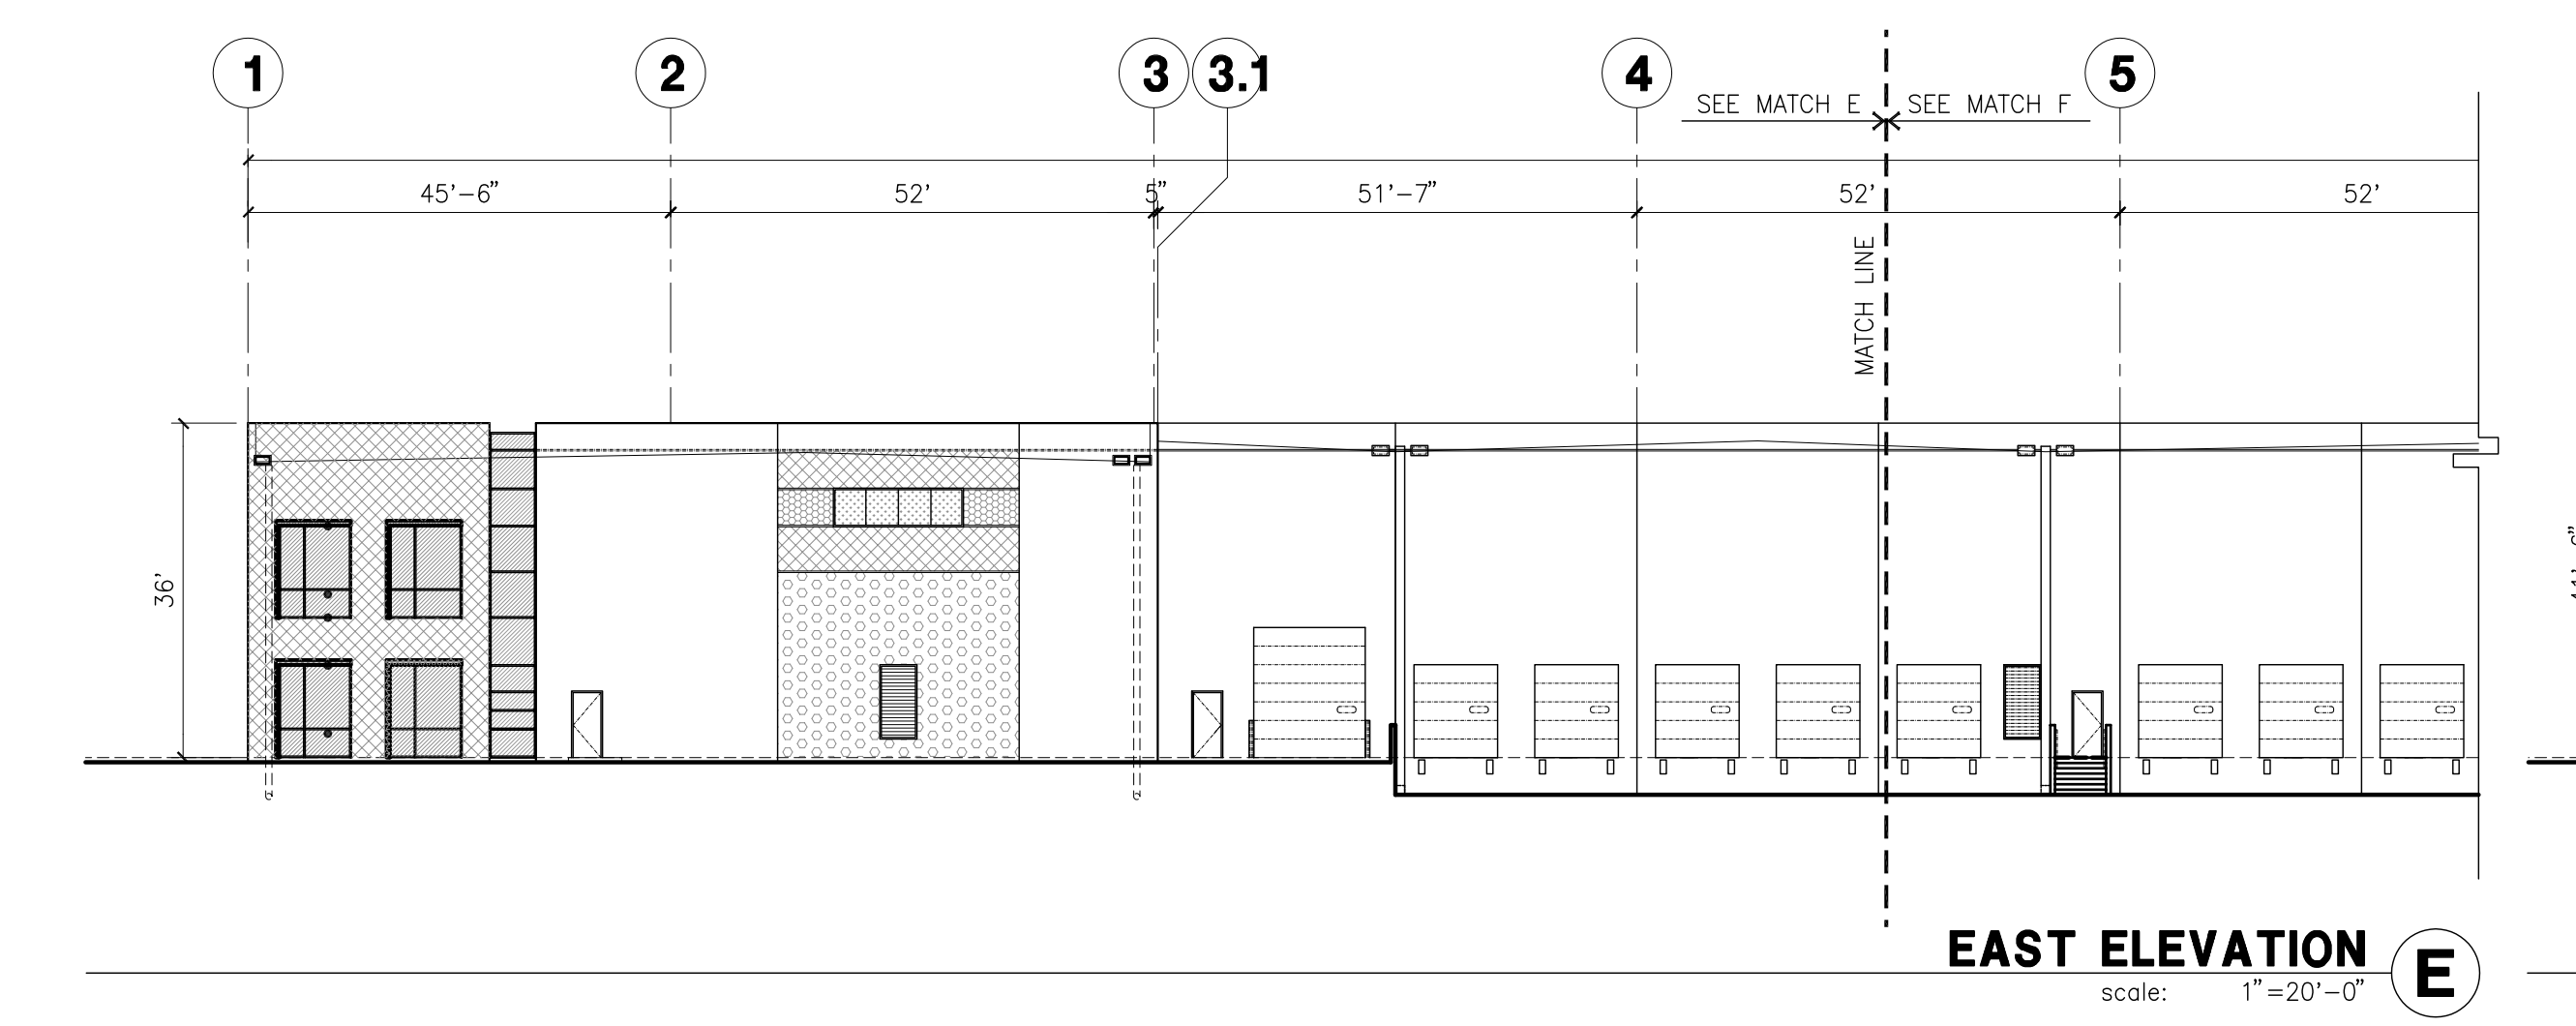 1 2 3 3.1 4 5
SEE MATCH E SEE MATCH F
45'-6" 52' 5" 51'-7" 52' 52'
MATCH LINE
36'
EAST ELEVATION E
scale: 1"=20'-0"